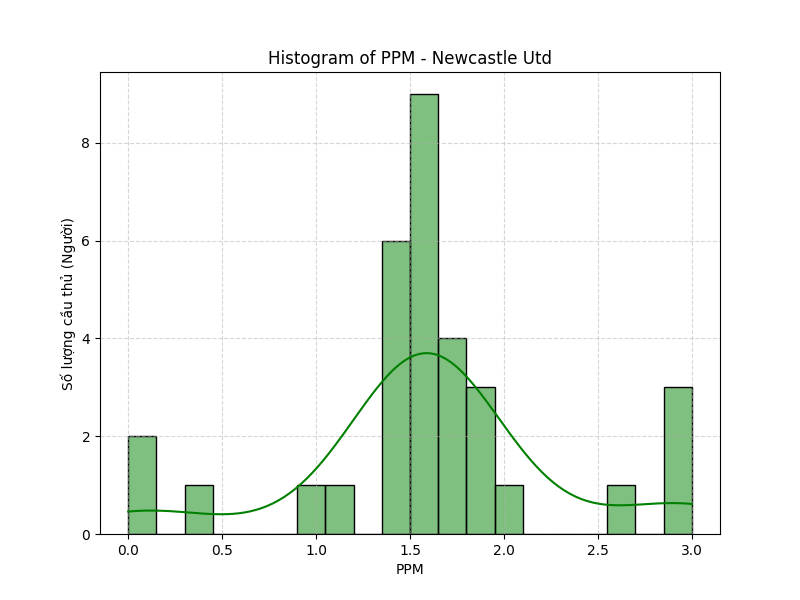 Histogram of PPM - Newcastle Utd
Số lượng cầu thủ (Người)
8
6
4
2
0
0.0 0.5 1.0 1.5 2.0 2.5 3.0
PPM